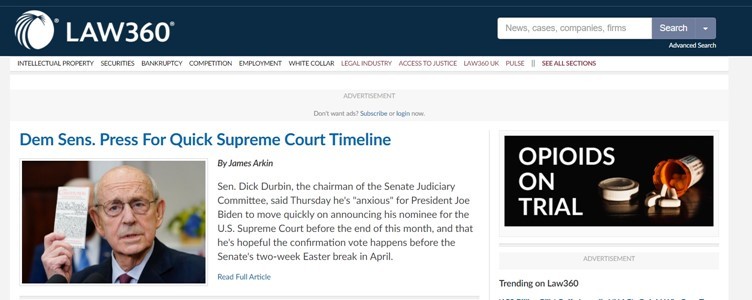 LAW360®
News, cases, companies, firms
Search
Advanced Search
INTELLECTUAL PROPERTY SECURITIES BANKRUPTCY COMPETITION EMPLOYMENT WHITE COLLAR LEGAL INDUSTRY ACCESS TO JUSTICE LAW360 UK PULSE || SEE ALL SECTIONS
ADVERTISEMENT
Don't want ads? Subscribe or login now.
Dem Sens. Press For Quick Supreme Court Timeline
By James Arkin
Sen. Dick Durbin, the chairman of the Senate Judiciary
Committee, said Thursday he's "anxious" for President Joe
Biden to move quickly on announcing his nominee for the
U.S. Supreme Court before the end of this month, and that
he's hopeful the confirmation vote happens before the
Senate's two-week Easter break in April.
Read Full Article
OPIOIDS
ON
TRIAL
ADVERTISEMENT
Trending on Law360